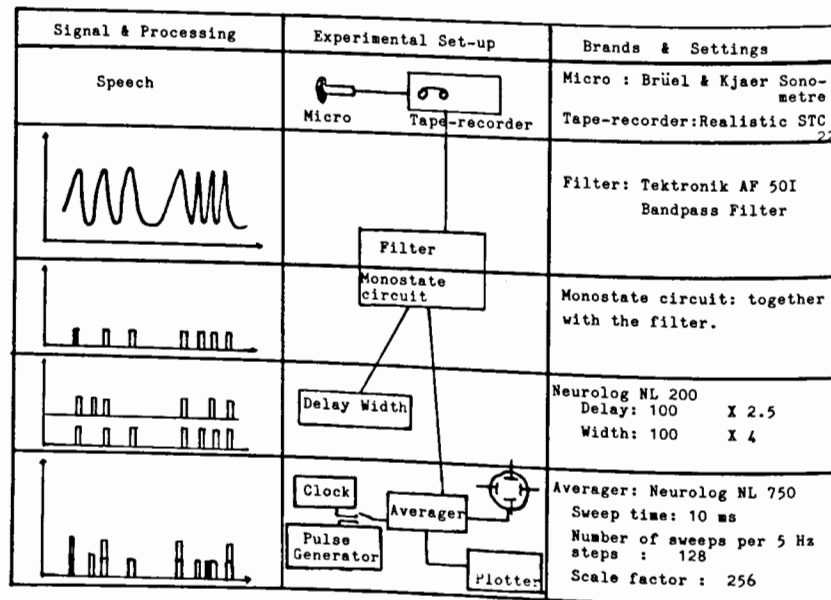 Signal & Processing
Experimental Set-up
Brands & Settings
Speech
Micro
Tape-recorder
Micro : Brüel & Kjaer Sono-
metre
Tape-recorder:Realistic STC
22
Filter
Filter: Tektronik AF 50I
Bandpass Filter
Monostate
circuit
Monostate circuit: together
with the filter.
Delay Width
Neurolog NL 200
Delay: 100 X 2.5
Width: 100 X 4
Clock
Pulse
Generator
Averager
Plotter
Averager: Neurolog NL 750
Sweep time: 10 ms
Number of sweeps per 5 Hz
steps : 128
Scale factor : 256